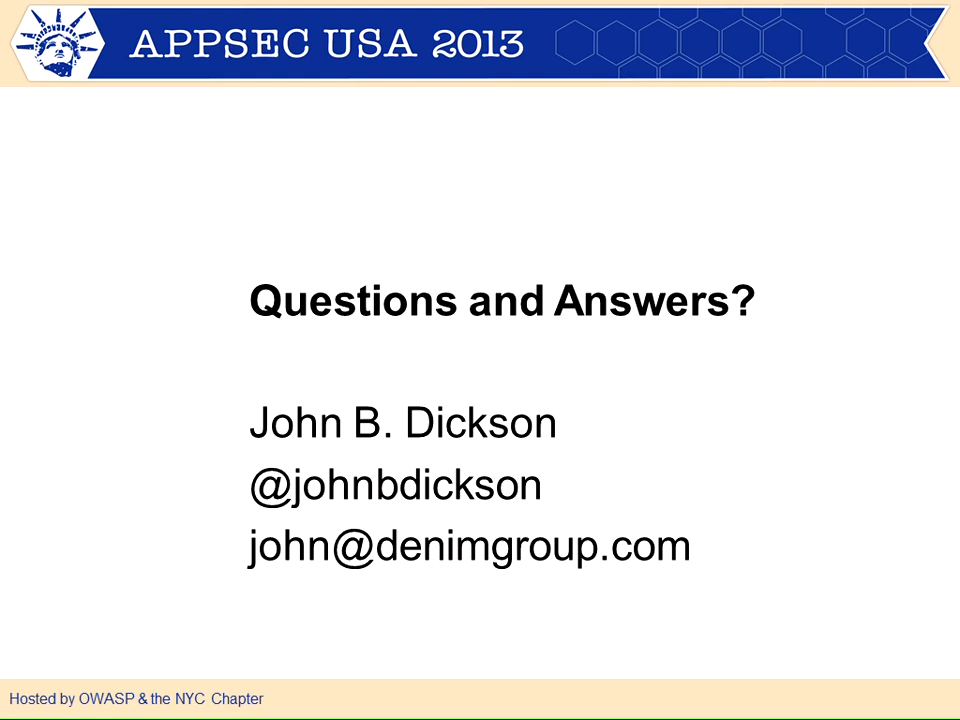 APPSEC USA 2013
Questions and Answers?
John B. Dickson
@johnbdickson
john@denimgroup.com
Hosted by OWASP & the NYC Chapter